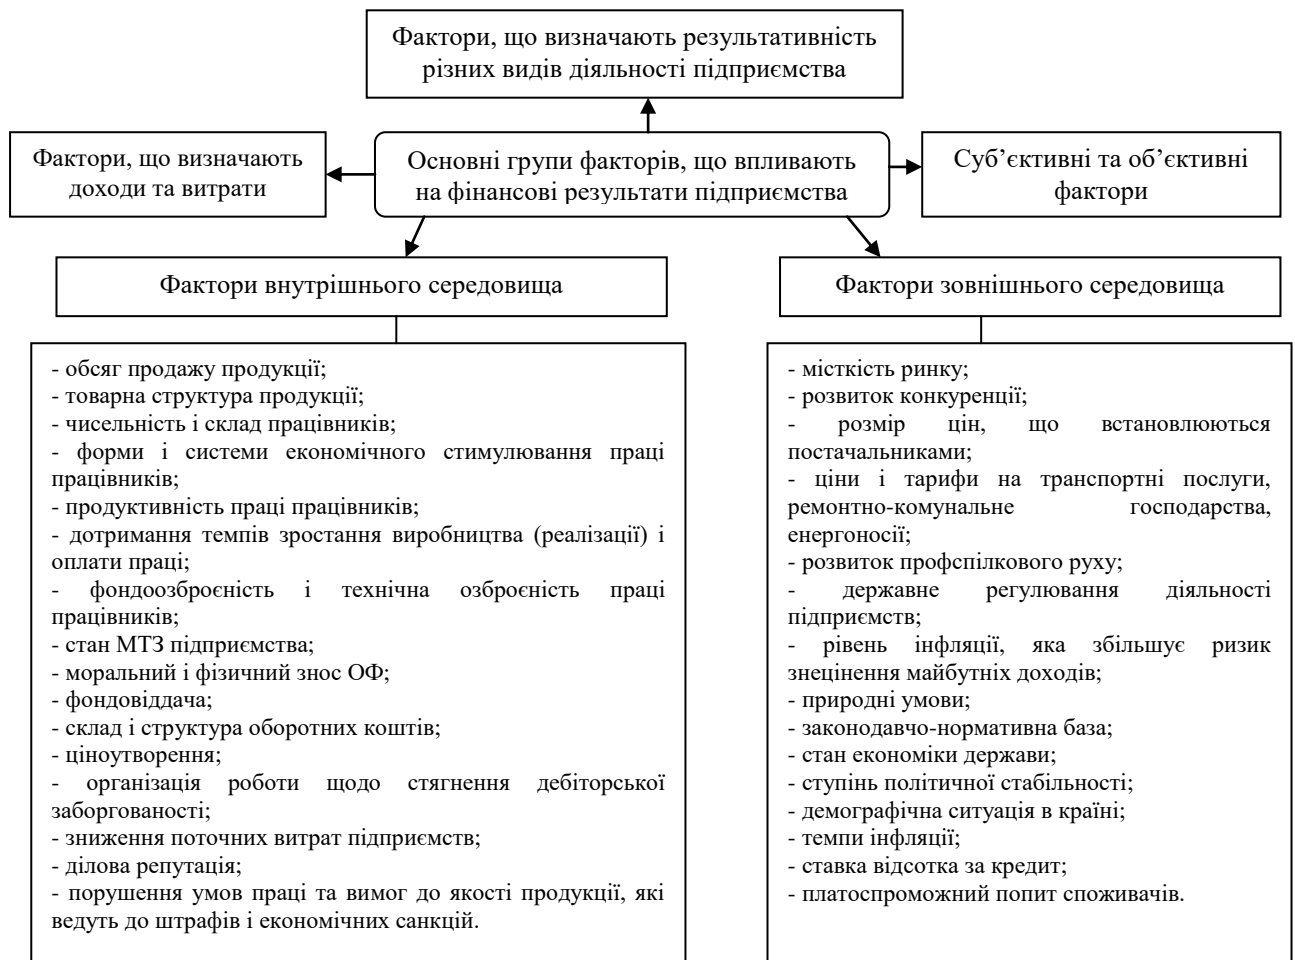 Фактори, що визначають результативність
різних видів діяльності підприємства
Фактори, що визначають
доходи та витрати
Основні групи факторів, що впливають
на фінансові результати підприємства
Суб’єктивні та об’єктивні
фактори
Фактори внутрішнього середовища
Фактори зовнішнього середовища
- обсяг продажу продукції;
- товарна структура продукції;
- чисельність і склад працівників;
- форми і системи економічного стимулювання праці
працівників;
- продуктивність праці працівників;
- дотримання темпів зростання виробництва (реалізації) і
оплати праці;
- фондоозброєність і технічна озброєність праці
працівників;
- стан МТЗ підприємства;
- моральний і фізичний знос ОФ;
- фондовіддача;
- склад і структура оборотних коштів;
- ціноутворення;
- організація роботи щодо стягнення дебіторської
заборгованості;
- зниження поточних витрат підприємств;
- ділова репутація;
- порушення умов праці та вимог до якості продукції, які
ведуть до штрафів і економічних санкцій.
- місткість ринку;
- розвиток конкуренції;
- розмір цін, що встановлюються
постачальниками;
- ціни і тарифи на транспортні послуги,
ремонтно-комунальне господарства,
енергоносії;
- розвиток профспілкового руху;
- державне регулювання діяльності
підприємств;
- рівень інфляції, яка збільшує ризик
знецінення майбутніх доходів;
- природні умови;
- законодавчо-нормативна база;
- стан економіки держави;
- ступінь політичної стабільності;
- демографічна ситуація в країні;
- темпи інфляції;
- ставка відсотка за кредит;
- платоспроможний попит споживачів.